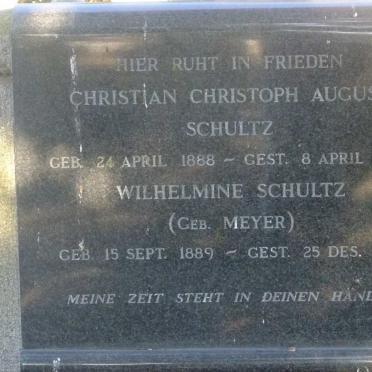 HIER RUHT IN FRIEDEN
CHRISTIAN CHRISTOPH AUGUS
SCHULTZ
GEB. 24 APRIL 1888 ~ GEST. 8 APRIL
WILHELMINE SCHULTZ
(GEB. MEYER)
GEB. 15 SEPT. 1889 ~ GEST. 25 DES.
MEINE ZEIT STEHT IN DEINEN HÄND